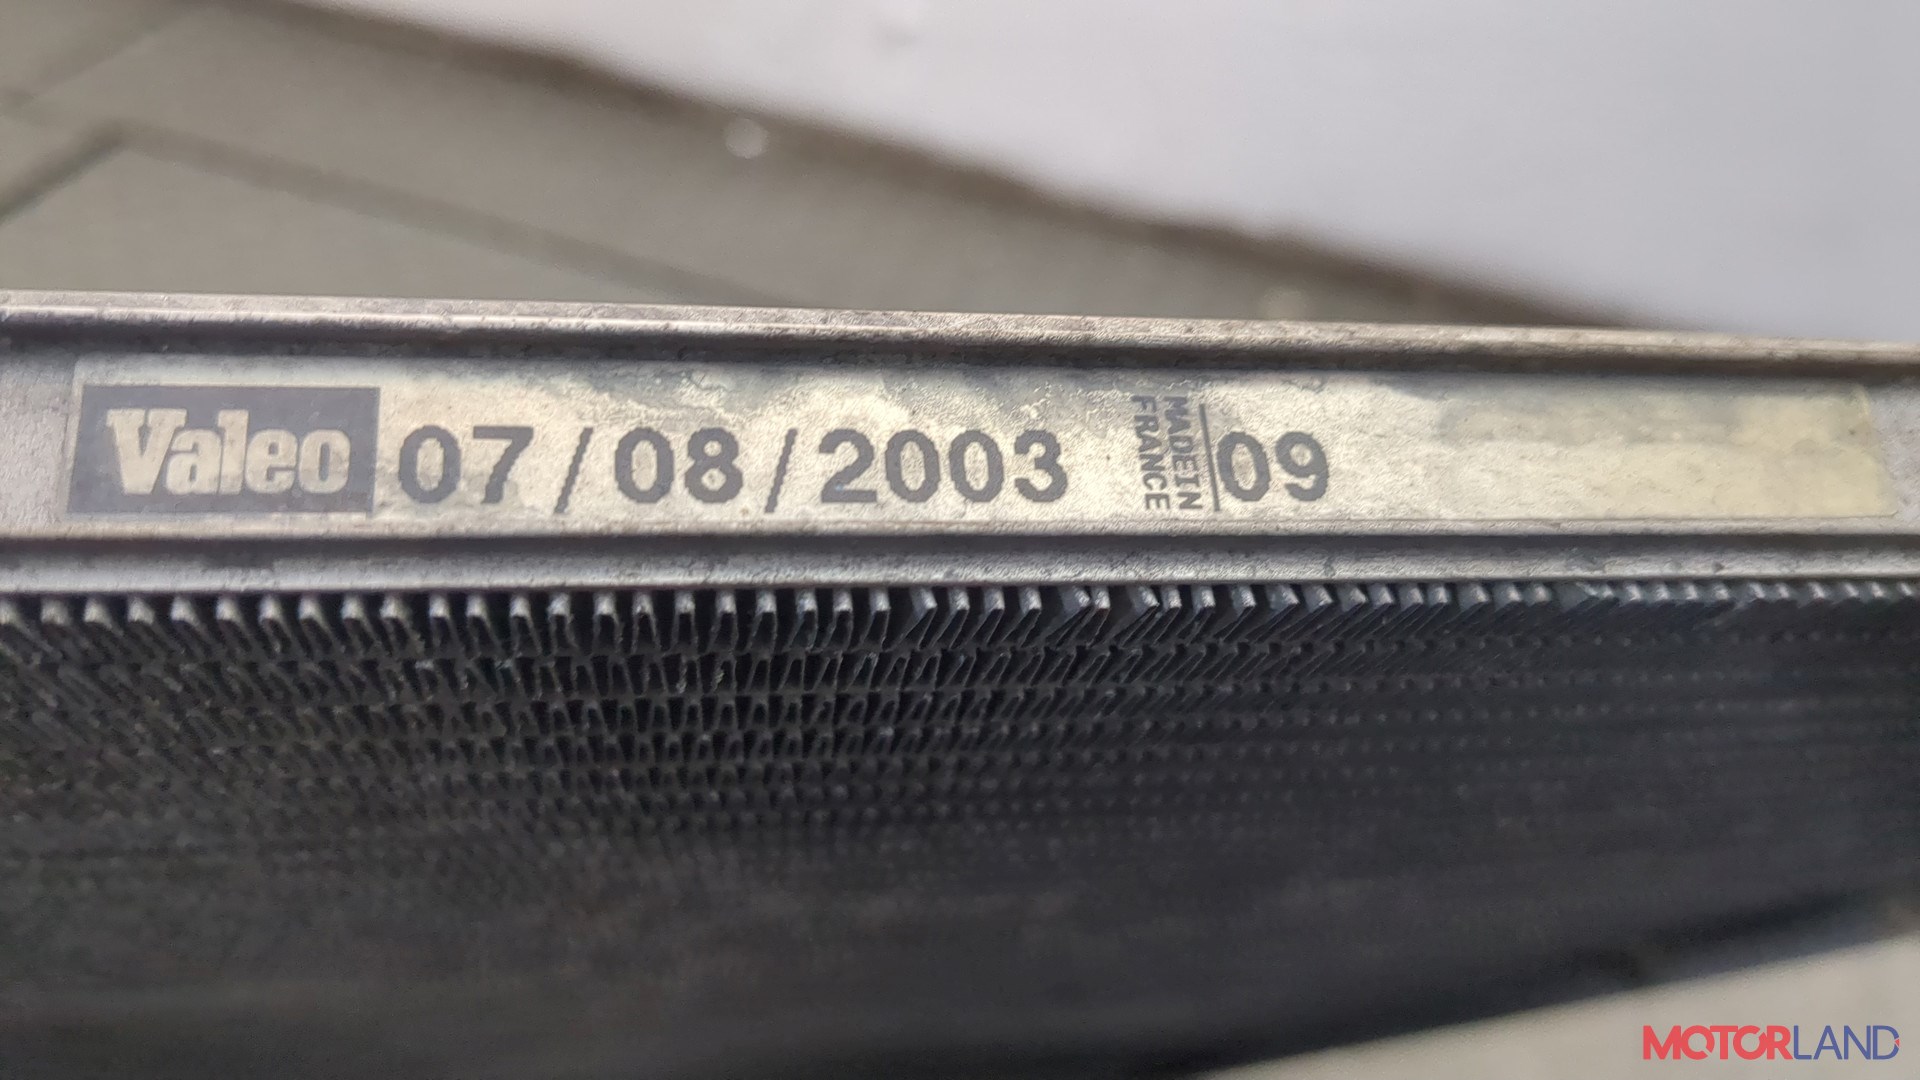 Valeo 07/08/2003 MADE IN FRANCE 09
MOTORLAND